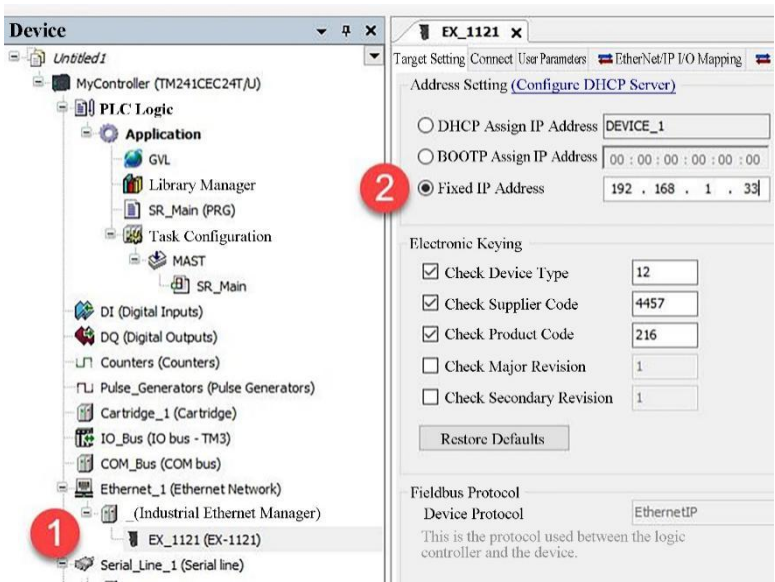 Device
Untitled1
MyController (TM241CEC24T/U)
PLC Logic
Application
GVL
Library Manager
SR_Main (PRG)
Task Configuration
MAST
SR_Main
DI (Digital Inputs)
DQ (Digital Outputs)
Counters (Counters)
Pulse_Generators (Pulse Generators)
Cartridge_1 (Cartridge)
IO_Bus (IO bus - TM3)
COM_Bus (COM bus)
Ethernet_1 (Ethernet Network)
_(Industrial Ethernet Manager)
1
EX_1121 (EX-1121)
Serial_Line_1 (Serial line)
EX_1121
Target Setting Connect User Parameters EtherNet/IP I/O Mapping
Address Setting (Configure DHCP Server)
DHCP Assign IP Address DEVICE_1
BOOTP Assign IP Address 00 : 00 : 00 : 00 : 00 : 00
2
Fixed IP Address 192 . 168 . 1 . 33
Electronic Keying
Check Device Type 12
Check Supplier Code 4457
Check Product Code 216
Check Major Revision 1
Check Secondary Revision 1
Restore Defaults
Fieldbus Protocol
Device Protocol EthernetIP
This is the protocol used between the logic
controller and the device.